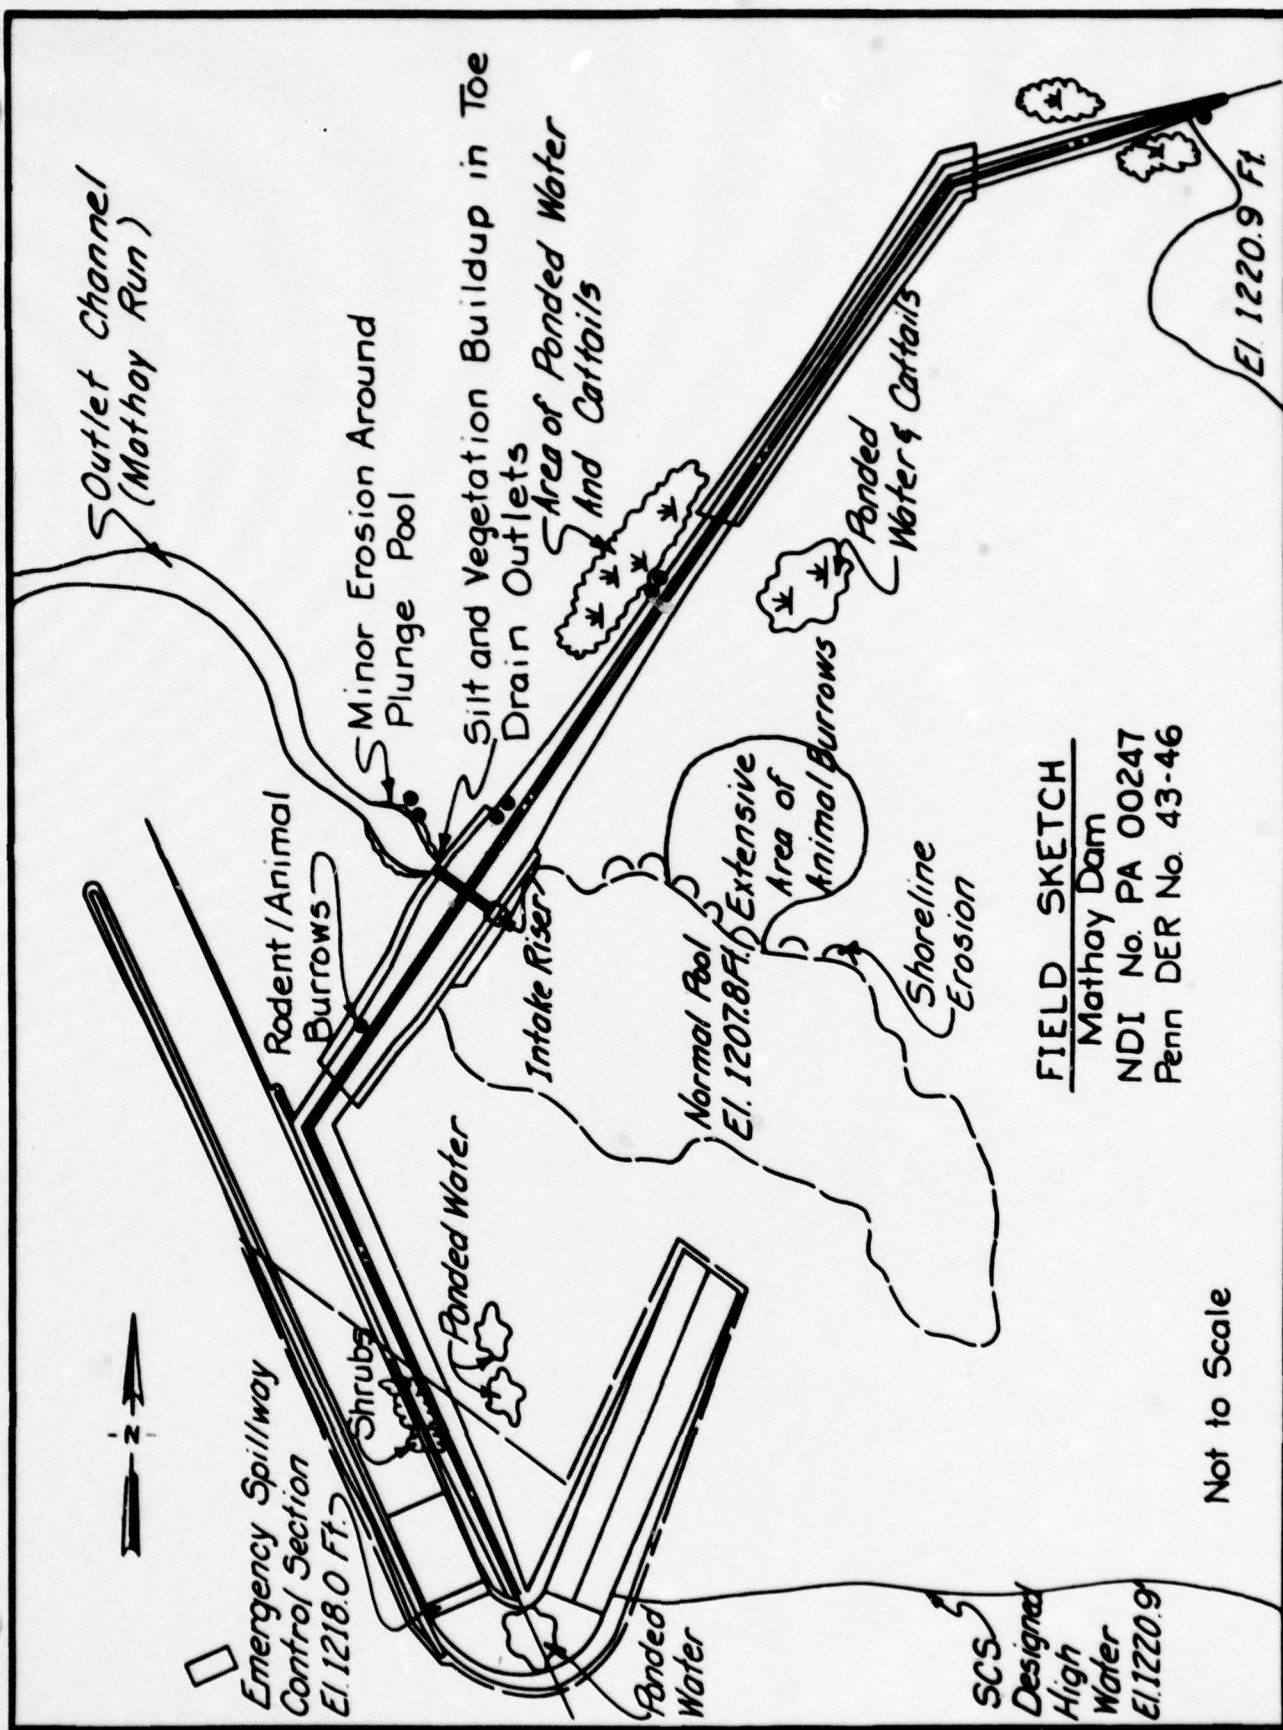 Outlet Channel
(Mathay Run)
Minor Erosion Around
Plunge Pool
Silt and Vegetation Buildup in Toe
Drain Outlets
Area of Ponded Water
And Cattails
Rodent/Animal
Burrows
N
Emergency Spillway
Control Section
El. 1218.0 Ft.
Shrubs
Ponded Water
Intake Riser
Normal Pool
El. 1207.8 Ft.
Extensive
Area of
Animal Burrows
Ponded
Water & Cattails
Shoreline
Erosion
El. 1220.9 Ft.
Ponded
Water
SCS
Designed
High
Water
El. 1220.9'
FIELD SKETCH
Mathay Dam
NDI No. PA 00247
Penn DER No. 43-46
Not to Scale